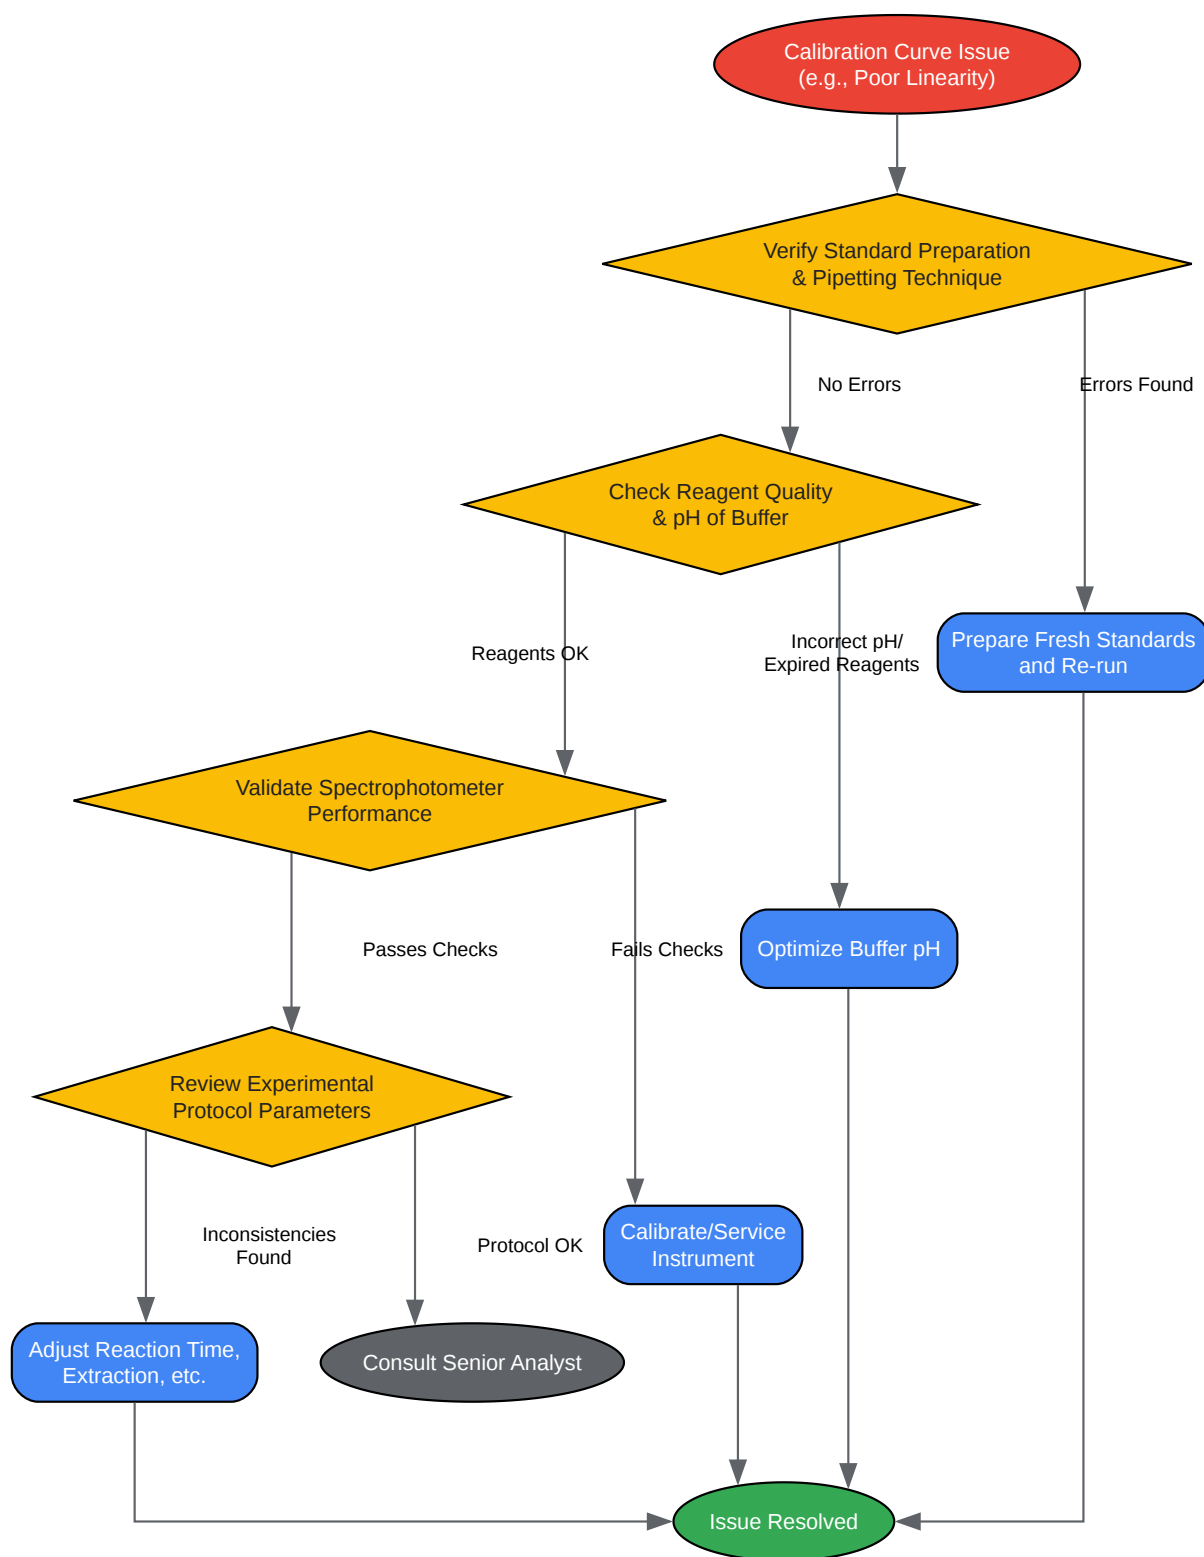 Calibration Curve Issue
(e.g., Poor Linearity)
Verify Standard Preparation
& Pipetting Technique
No Errors
Errors Found
Check Reagent Quality
& pH of Buffer
Reagents OK
Incorrect pH/
Expired Reagents
Prepare Fresh Standards
and Re-run
Validate Spectrophotometer
Performance
Passes Checks
Fails Checks
Optimize Buffer pH
Review Experimental
Protocol Parameters
Inconsistencies
Found
Protocol OK
Calibrate/Service
Instrument
Adjust Reaction Time,
Extraction, etc.
Consult Senior Analyst
Issue Resolved